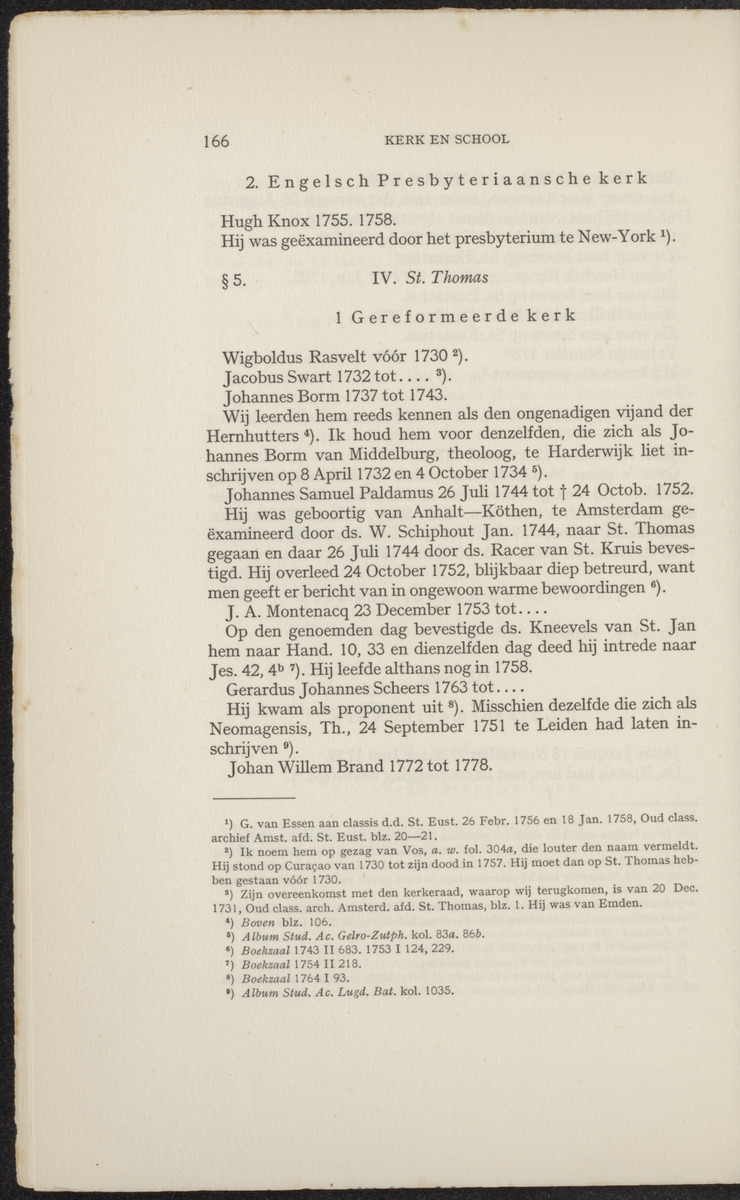 166 KERK EN SCHOOL
2. Engelsch Presbyteriaansche kerk
Hugh Knox 1755. 1758.
Hij was geëxamineerd door het presbyterium te New-York ¹).
§ 5. IV. St. Thomas
1 Gereformeerde kerk
Wigboldus Rasvelt vóór 1730 ²).
Jacobus Swart 1732 tot.... ³).
Johannes Borm 1737 tot 1743.
Wij leerden hem reeds kennen als den ongenadigen vijand der
Hernhutters ⁴). Ik houd hem voor denzelfden, die zich als Jo-
hannes Borm van Middelburg, theoloog, te Harderwijk liet in-
schrijven op 8 April 1732 en 4 October 1734 ⁵).
Johannes Samuel Paldamus 26 Juli 1744 tot † 24 Octob. 1752.
Hij was geboortig van Anhalt—Köthen, te Amsterdam ge-
ëxamineerd door ds. W. Schiphout Jan. 1744, naar St. Thomas
gegaan en daar 26 Juli 1744 door ds. Racer van St. Kruis beves-
tigd. Hij overleed 24 October 1752, blijkbaar diep betreurd, want
men geeft er bericht van in ongewoon warme bewoordingen ⁶).
J. A. Montenacq 23 December 1753 tot....
Op den genoemden dag bevestigde ds. Kneevels van St. Jan
hem naar Hand. 10, 33 en dienzelfden dag deed hij intrede naar
Jes. 42, 4ᵇ ⁷). Hij leefde althans nog in 1758.
Gerardus Johannes Scheers 1763 tot....
Hij kwam als proponent uit ⁸). Misschien dezelfde die zich als
Neomagensis, Th., 24 September 1751 te Leiden had laten in-
schrijven ⁹).
Johan Willem Brand 1772 tot 1778.
¹) G. van Essen aan classis d.d. St. Eust. 26 Febr. 1756 en 18 Jan. 1758, Oud class.
archief Amst. afd. St. Eust. blz. 20—21.
²) Ik noem hem op gezag van Vos, a. w. fol. 304a, die louter den naam vermeldt.
Hij stond op Curaçao van 1730 tot zijn dood in 1757. Hij moet dan op St. Thomas heb-
ben gestaan vóór 1730.
³) Zijn overeenkomst met den kerkeraad, waarop wij terugkomen, is van 20 Dec.
1731, Oud class. arch. Amsterd. afd. St. Thomas, blz. 1. Hij was van Emden.
⁴) Boven blz. 106.
⁵) Album Stud. Ac. Gelro-Zutph. kol. 83a. 86b.
⁶) Boekzaal 1743 II 683. 1753 I 124, 229.
⁷) Boekzaal 1754 II 218.
⁸) Boekzaal 1764 I 93.
⁹) Album Stud. Ac. Lugd. Bat. kol. 1035.